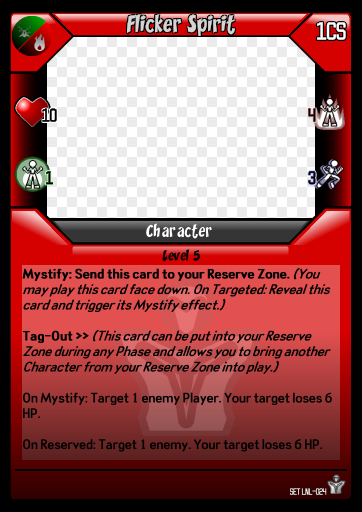 Flicker Spirit
1CS
10
4
1
3
Character
Level 5
Mystify: Send this card to your Reserve Zone. (You
may play this card face down. On Targeted: Reveal this
card and trigger its Mystify effect.)
Tag-Out >> (This card can be put into your Reserve
Zone during any Phase and allows you to bring another
Character from your Reserve Zone into play.)
On Mystify: Target 1 enemy Player. Your target loses 6
HP.
On Reserved: Target 1 enemy. Your target loses 6 HP.
SET LNL-024